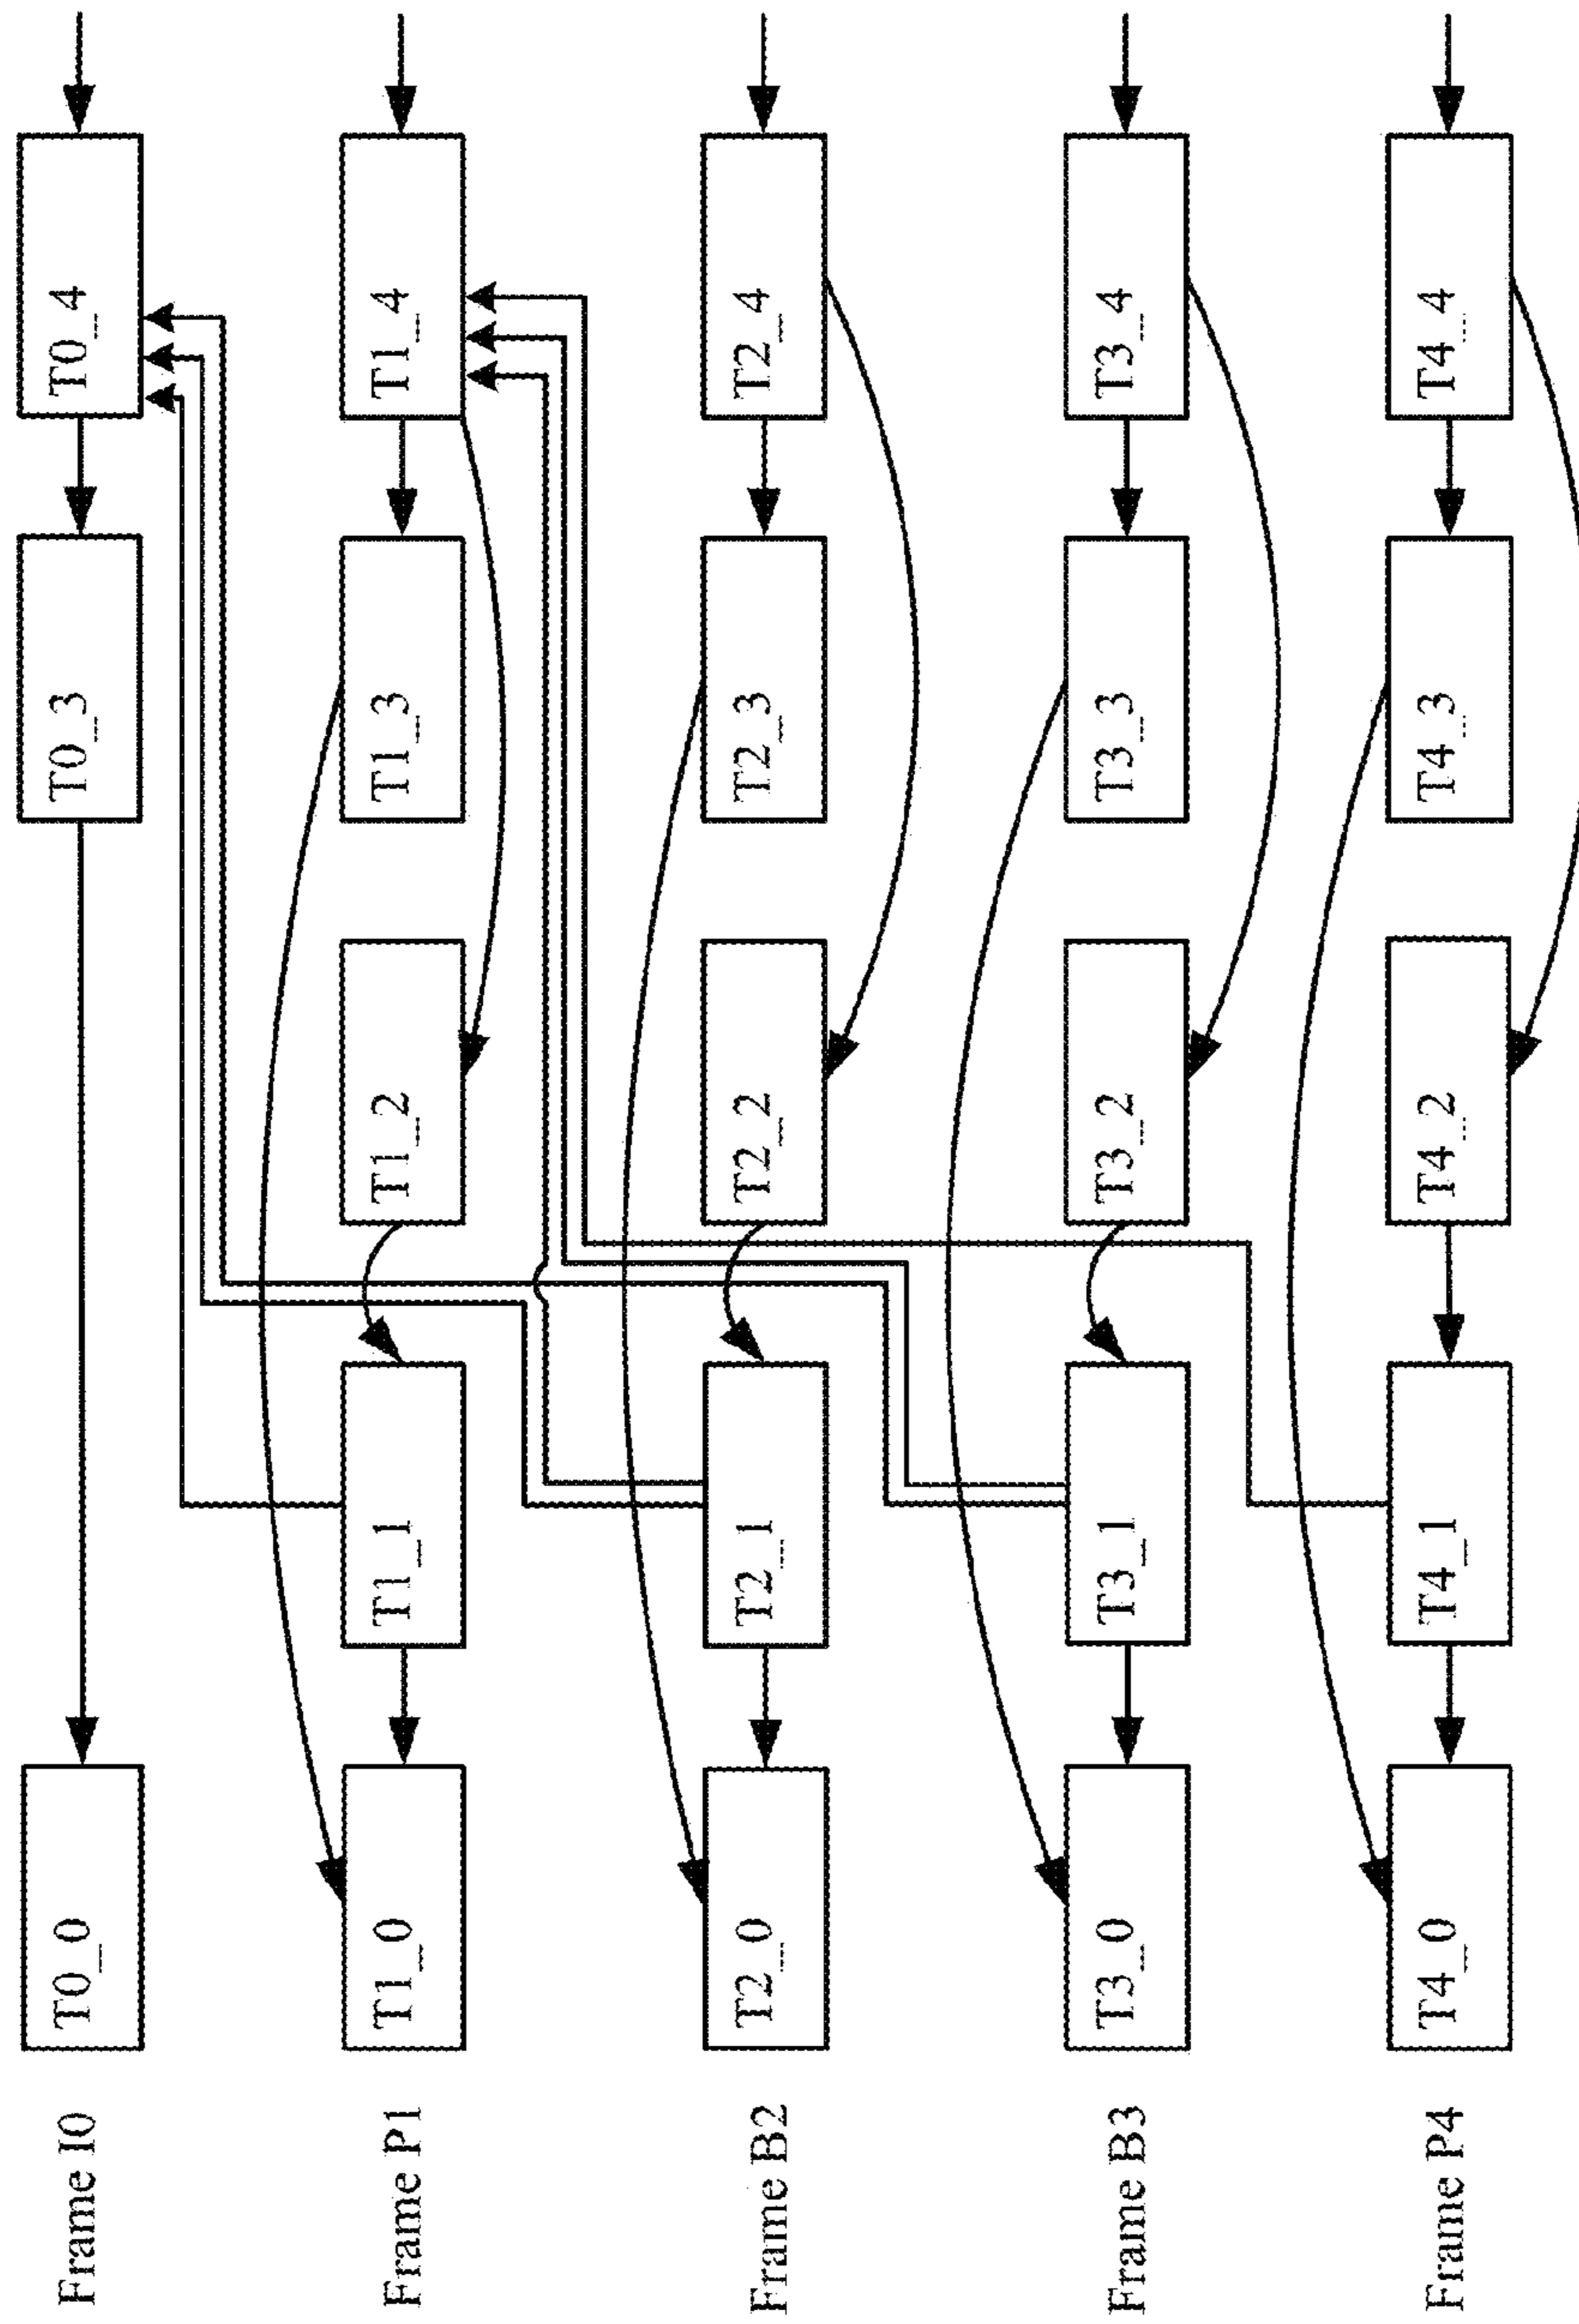 Frame I0
T0_0
T0_3
T0_4
Frame P1
T1_0
T1_1
T1_2
T1_3
T1_4
Frame B2
T2_0
T2_1
T2_2
T2_3
T2_4
Frame B3
T3_0
T3_1
T3_2
T3_3
T3_4
Frame P4
T4_0
T4_1
T4_2
T4_3
T4_4